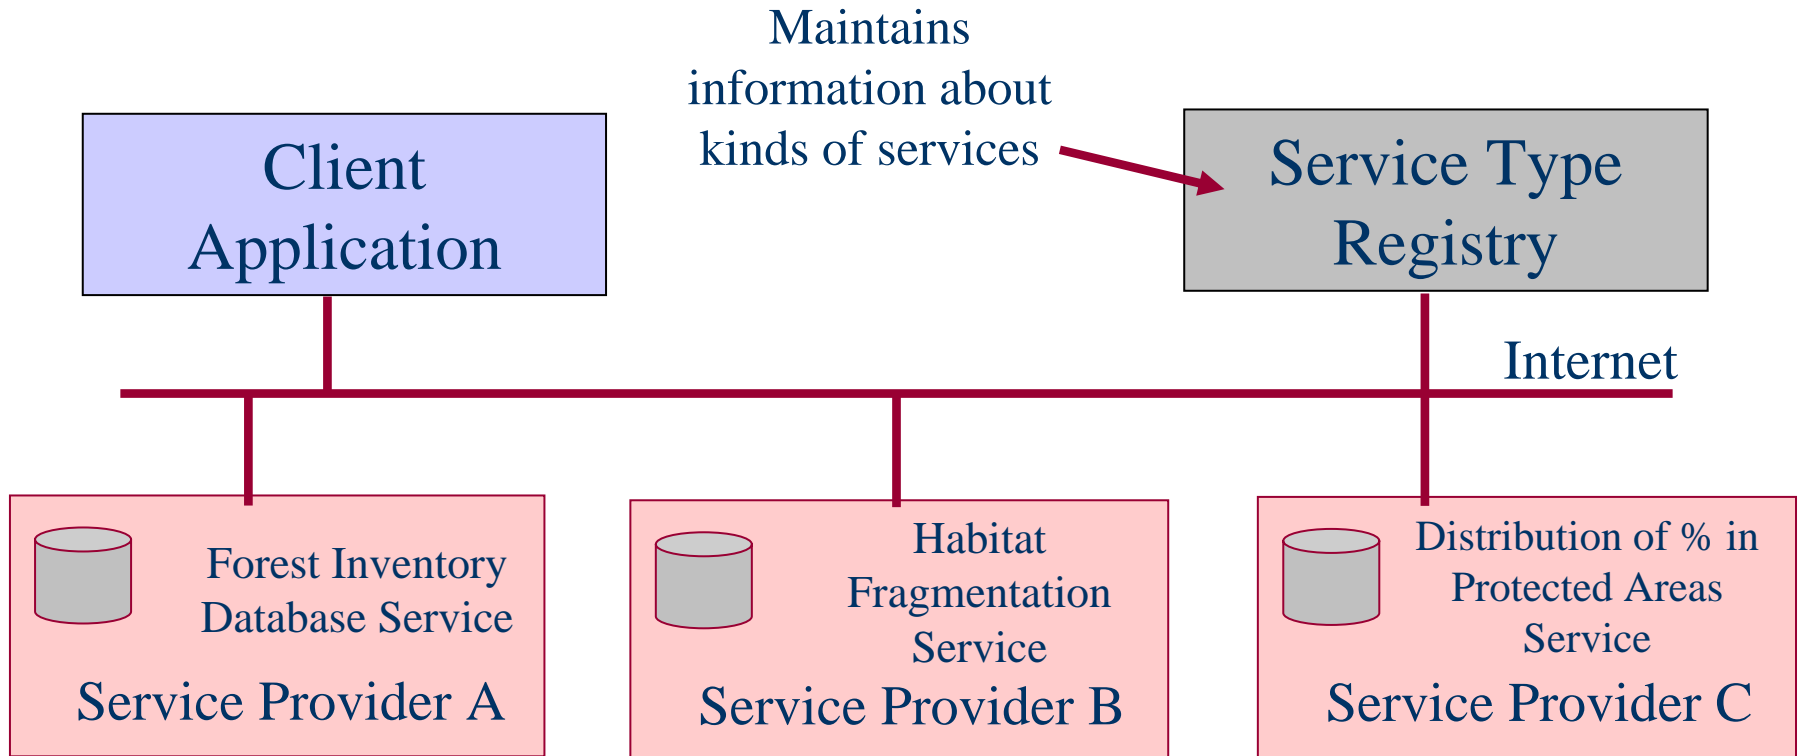 Maintains
information about
kinds of services
Client
Application
Service Type
Registry
Internet
Forest Inventory
Database Service
Service Provider A
Habitat
Fragmentation
Service
Service Provider B
Distribution of % in
Protected Areas
Service
Service Provider C